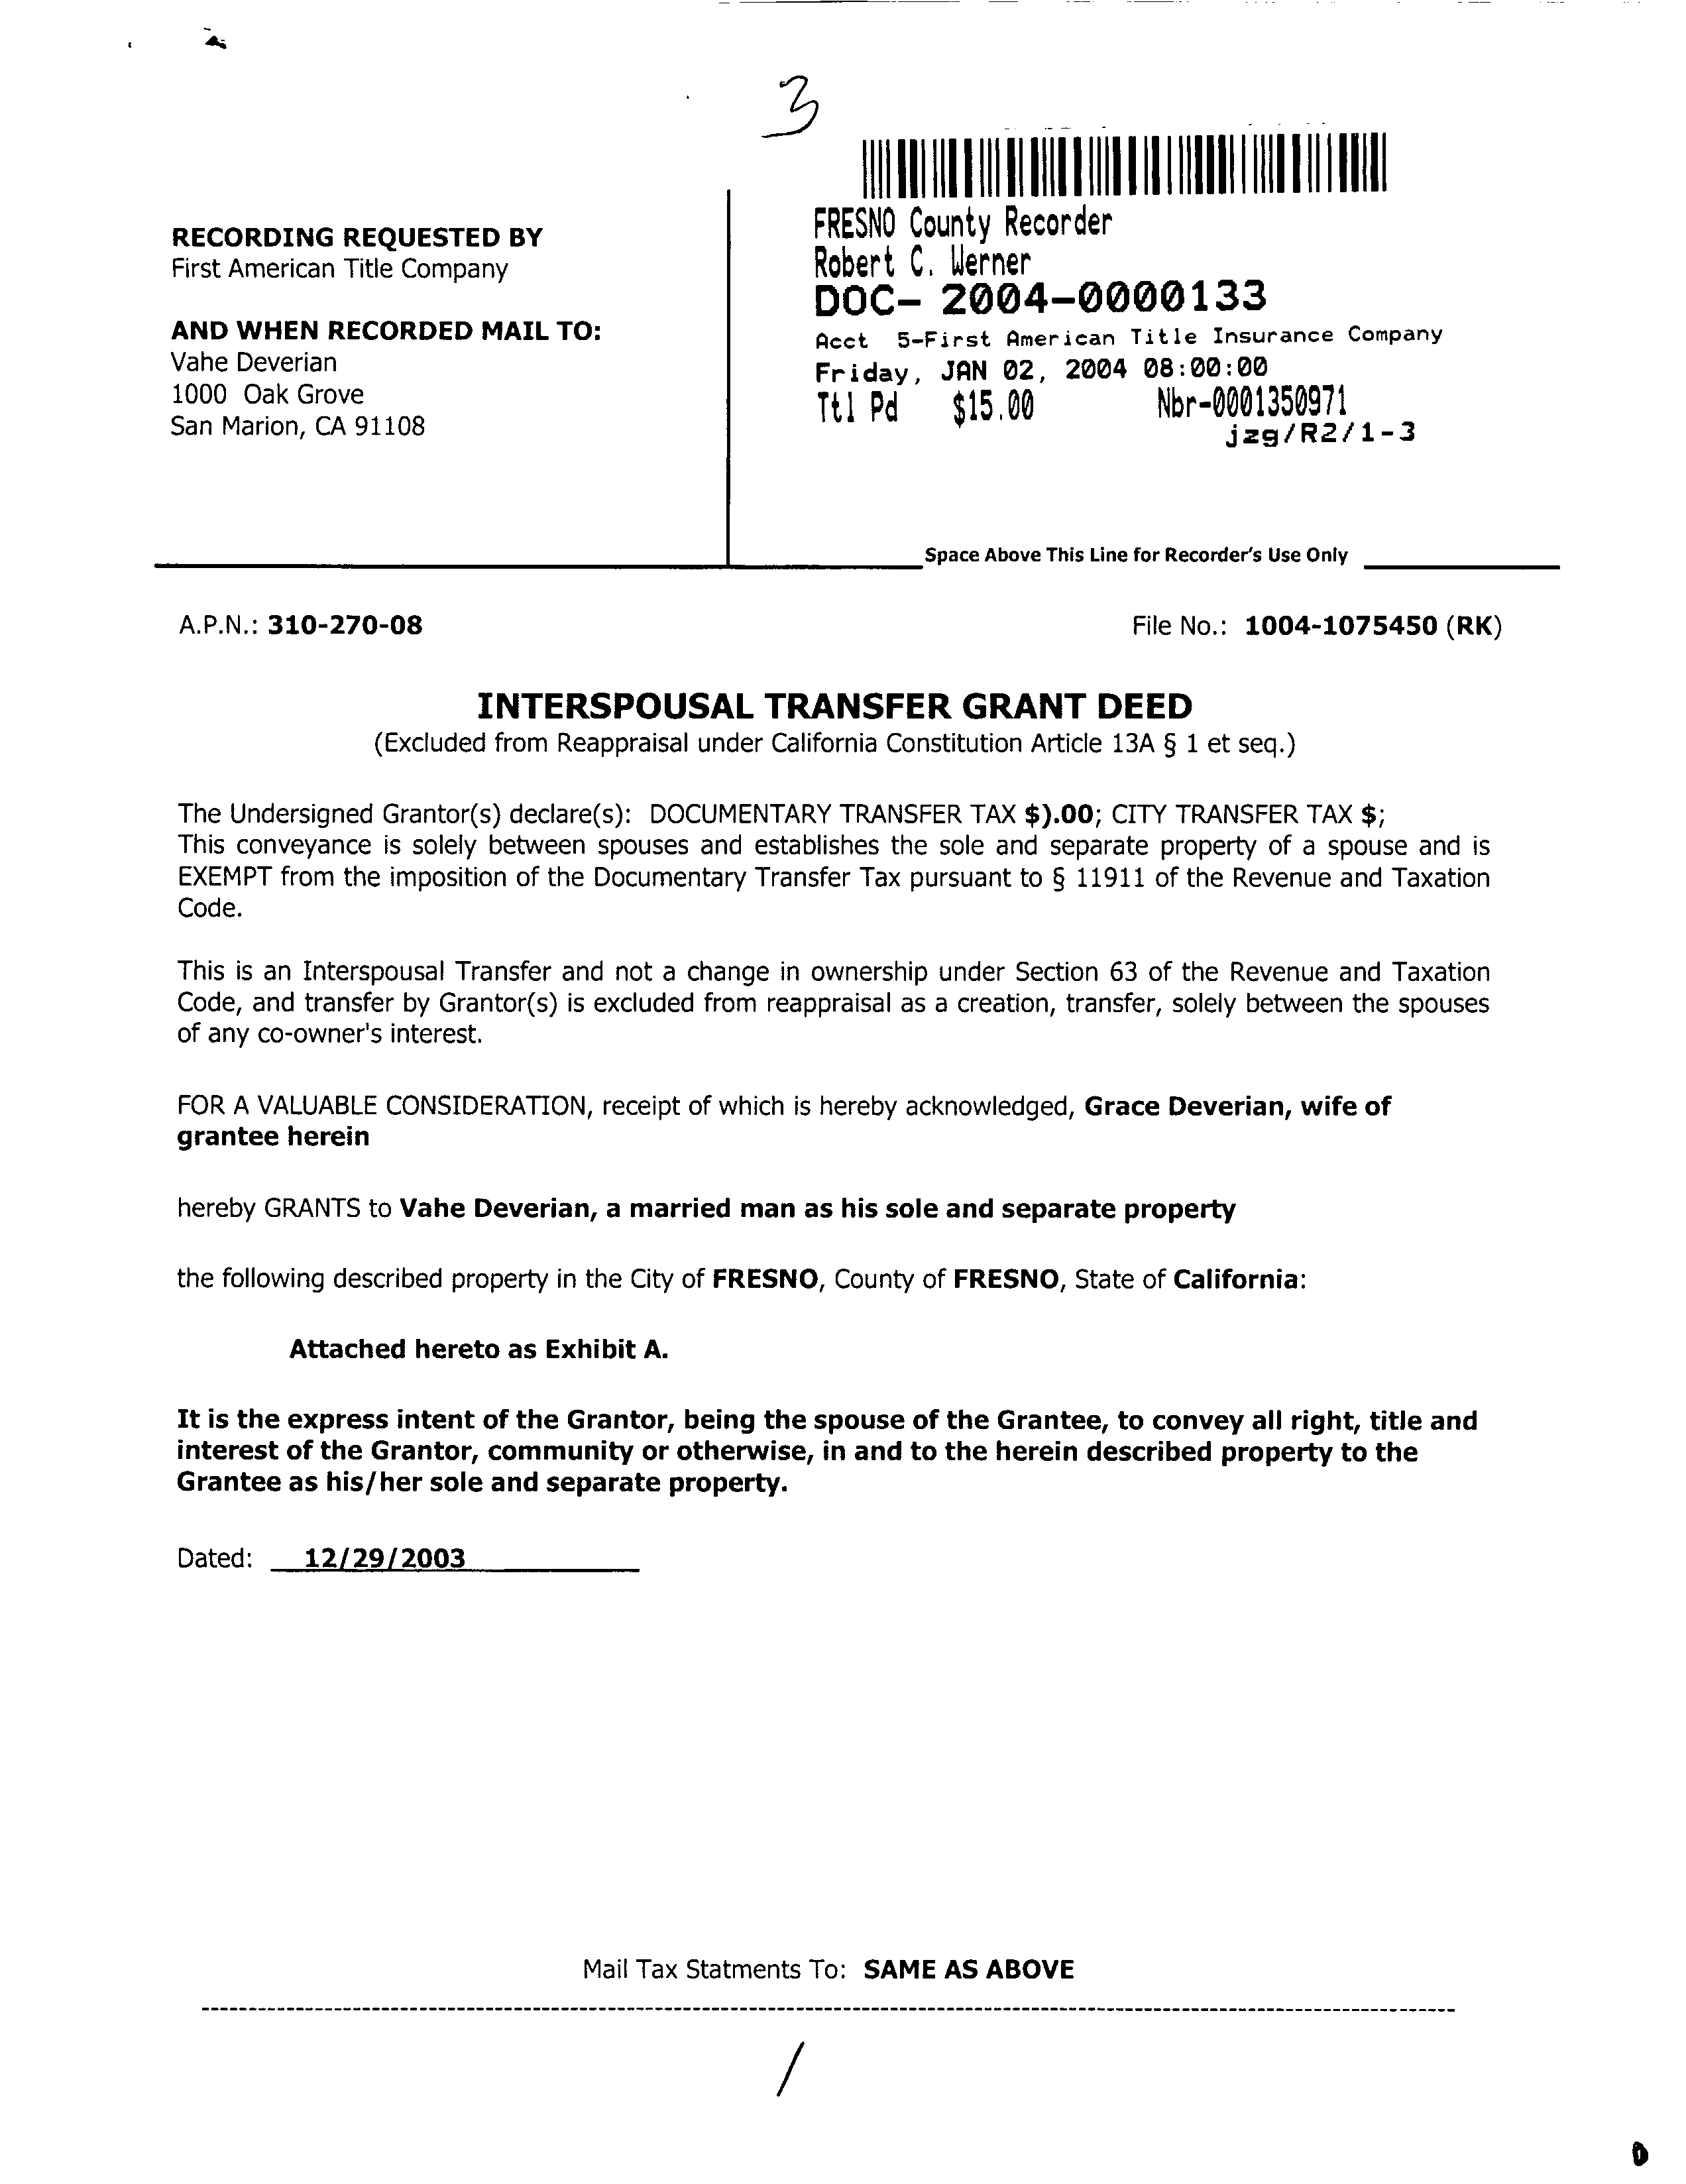 3
RECORDING REQUESTED BY
First American Title Company
AND WHEN RECORDED MAIL TO:
Vahe Deverian
1000 Oak Grove
San Marion, CA 91108
FRESNO County Recorder
Robert C. Werner
DOC- 2004-0000133
Acct 5-First American Title Insurance Company
Friday, JAN 02, 2004 08:00:00
Ttl Pd $15.00 Nbr-0001350971
jzg/R2/1-3
Space Above This Line for Recorder's Use Only
A.P.N.: 310-270-08 File No.: 1004-1075450 (RK)
INTERSPOUSAL TRANSFER GRANT DEED
(Excluded from Reappraisal under California Constitution Article 13A § 1 et seq.)
The Undersigned Grantor(s) declare(s): DOCUMENTARY TRANSFER TAX $).00; CITY TRANSFER TAX $;
This conveyance is solely between spouses and establishes the sole and separate property of a spouse and is
EXEMPT from the imposition of the Documentary Transfer Tax pursuant to § 11911 of the Revenue and Taxation
Code.
This is an Interspousal Transfer and not a change in ownership under Section 63 of the Revenue and Taxation
Code, and transfer by Grantor(s) is excluded from reappraisal as a creation, transfer, solely between the spouses
of any co-owner's interest.
FOR A VALUABLE CONSIDERATION, receipt of which is hereby acknowledged, Grace Deverian, wife of
grantee herein
hereby GRANTS to Vahe Deverian, a married man as his sole and separate property
the following described property in the City of FRESNO, County of FRESNO, State of California:
Attached hereto as Exhibit A.
It is the express intent of the Grantor, being the spouse of the Grantee, to convey all right, title and
interest of the Grantor, community or otherwise, in and to the herein described property to the
Grantee as his/her sole and separate property.
Dated: 12/29/2003
Mail Tax Statments To: SAME AS ABOVE
/